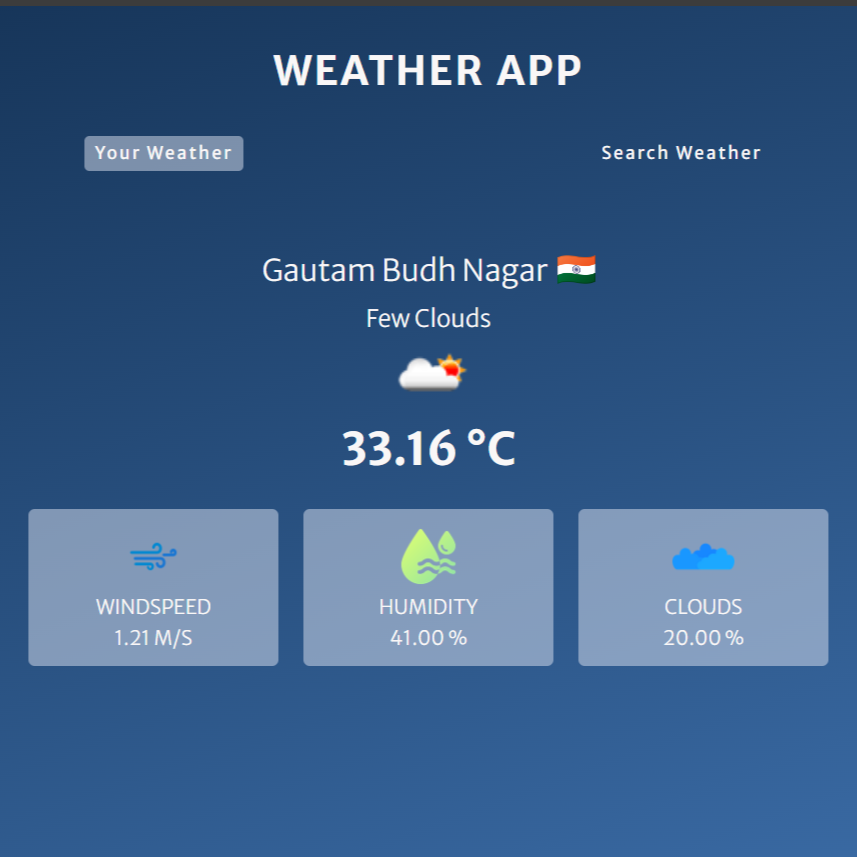 WEATHER APP
Your Weather
Search Weather
Gautam Budh Nagar
Few Clouds
33.16 °C
WINDSPEED
1.21 M/S
HUMIDITY
41.00 %
CLOUDS
20.00 %